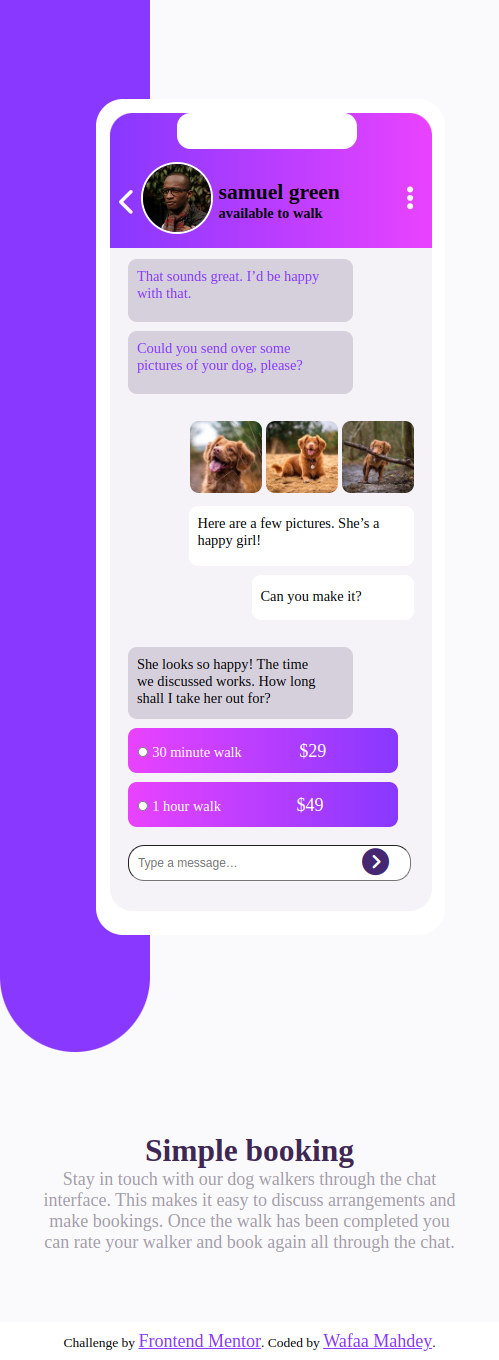 samuel green
available to walk
That sounds great. I’d be happy
with that.
Could you send over some
pictures of your dog, please?
Here are a few pictures. She’s a
happy girl!
Can you make it?
She looks so happy! The time
we discussed works. How long
shall I take her out for?
30 minute walk $29
1 hour walk $49
Type a message…
Simple booking
Stay in touch with our dog walkers through the chat
interface. This makes it easy to discuss arrangements and
make bookings. Once the walk has been completed you
can rate your walker and book again all through the chat.
Challenge by Frontend Mentor. Coded by Wafaa Mahdey.